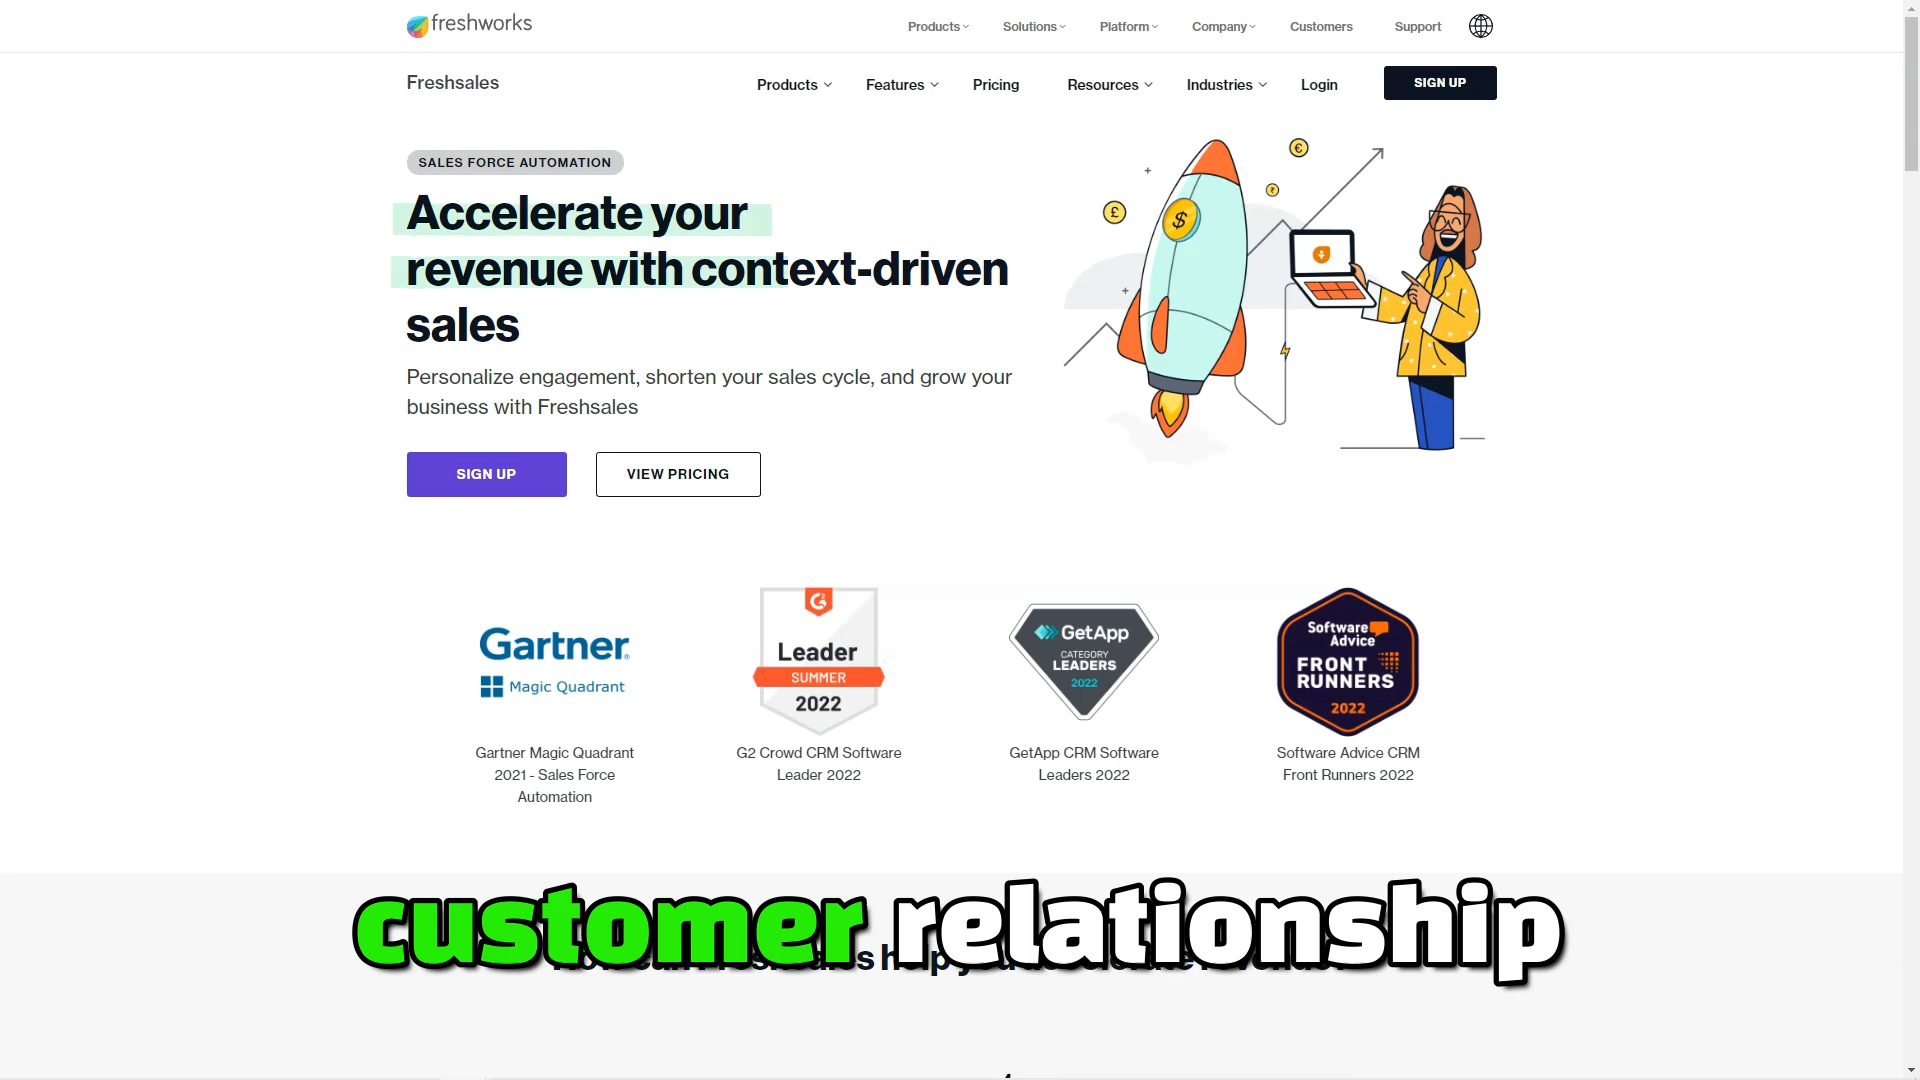 freshworks
Products Solutions Platform Company Customers Support
Freshsales
Products Features Pricing Resources Industries Login SIGN UP
SALES FORCE AUTOMATION
Accelerate your
revenue with context-driven
sales
Personalize engagement, shorten your sales cycle, and grow your
business with Freshsales
SIGN UP VIEW PRICING
£
$
€
₹
Gartner®
Magic Quadrant
Gartner Magic Quadrant
2021 - Sales Force
Automation
G
Leader
SUMMER
2022
G2 Crowd CRM Software
Leader 2022
GetApp
CATEGORY
LEADERS
2022
GetApp CRM Software
Leaders 2022
Software
Advice
FRONT
RUNNERS
2022
Software Advice CRM
Front Runners 2022
customer relationship